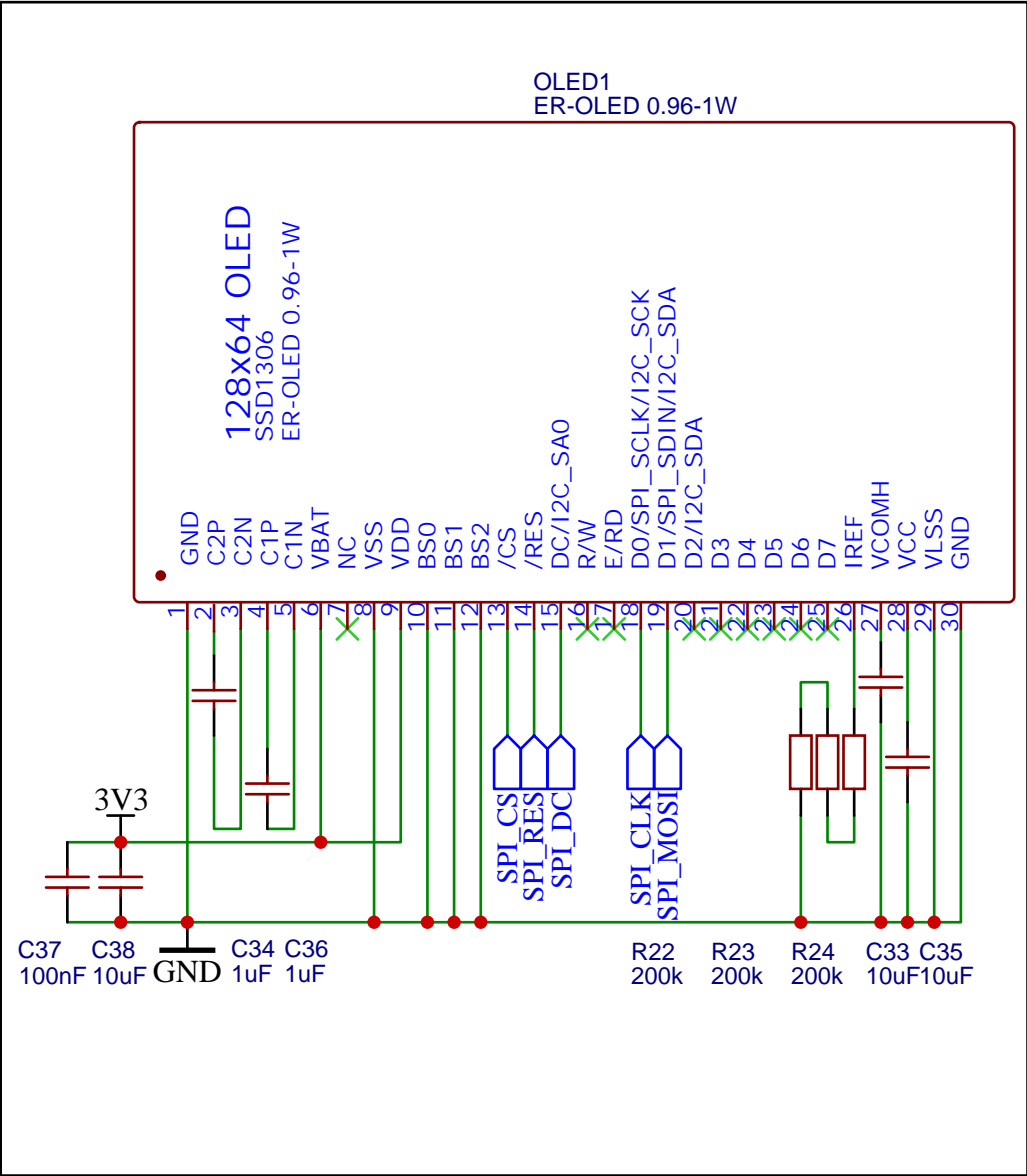 OLED1
ER-OLED 0.96-1W
128x64 OLED
SSD1306
ER-OLED 0.96-1W
GND
C2P
C2N
C1P
C1N
VBAT
NC
VSS
VDD
BS0
BS1
BS2
/CS
/RES
DC/I2C_SA0
R/W
E/RD
D0/SPI_SCLK/I2C_SCK
D1/SPI_SDIN/I2C_SDA
D2/I2C_SDA
D3
D4
D5
D6
D7
IREF
VCOMH
VCC
VLSS
GND
1
2
3
4
5
6
7
8
9
10
11
12
13
14
15
16
17
18
19
20
21
22
23
24
25
26
27
28
29
30
3V3
SPI_CS
SPI_RES
SPI_DC
SPI_CLK
SPI_MOSI
C37
100nF
C38
10uF
GND
C34
1uF
C36
1uF
R22
200k
R23
200k
R24
200k
C33
10uF
C35
10uF